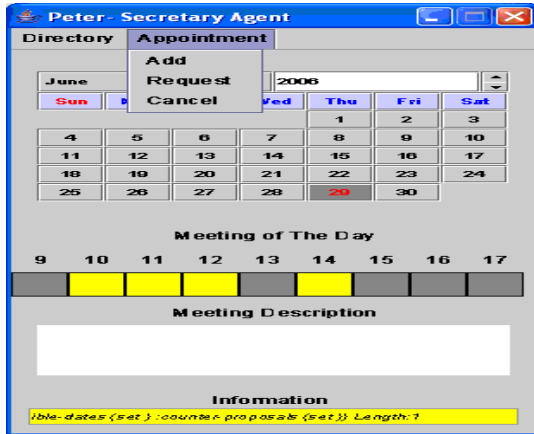 Peter- Secretary Agent
Directory Appointment
Add
Request
Cancel
June 2006
Sun Wed Thu Fri Sat
1 2 3
4 5 6 7 8 9 10
11 12 13 14 15 16 17
18 19 20 21 22 23 24
25 26 27 28 29 30
Meeting of The Day
9 10 11 12 13 14 15 16 17
Meeting Description
Information
ible-dates (set ) :counter-proposals (set)) Length:1